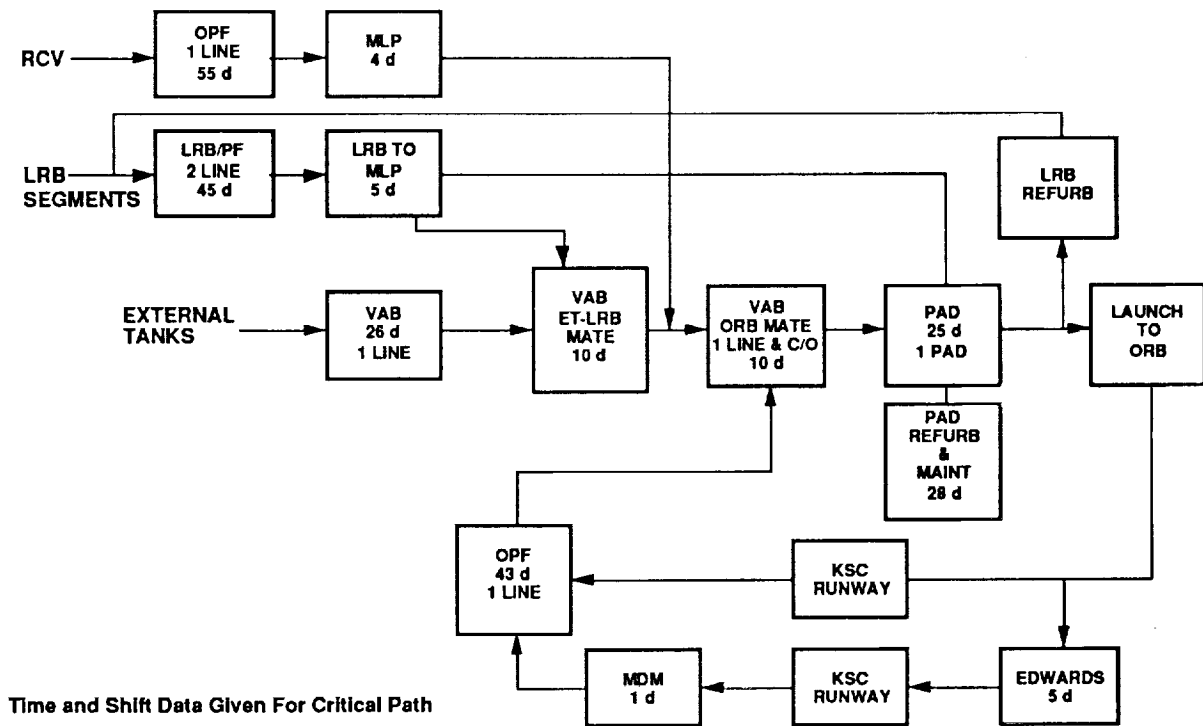 RCV
OPF
1 LINE
55 d
MLP
4 d
LRB
SEGMENTS
LRB/PF
2 LINE
45 d
LRB TO
MLP
5 d
LRB
REFURB
EXTERNAL
TANKS
VAB
26 d
1 LINE
VAB
ET-LRB
MATE
10 d
VAB
ORB MATE
1 LINE & C/O
10 d
PAD
25 d
1 PAD
LAUNCH
TO
ORB
PAD
REFURB
&
MAINT
28 d
OPF
43 d
1 LINE
KSC
RUNWAY
MDM
1 d
KSC
RUNWAY
EDWARDS
5 d
Time and Shift Data Given For Critical Path